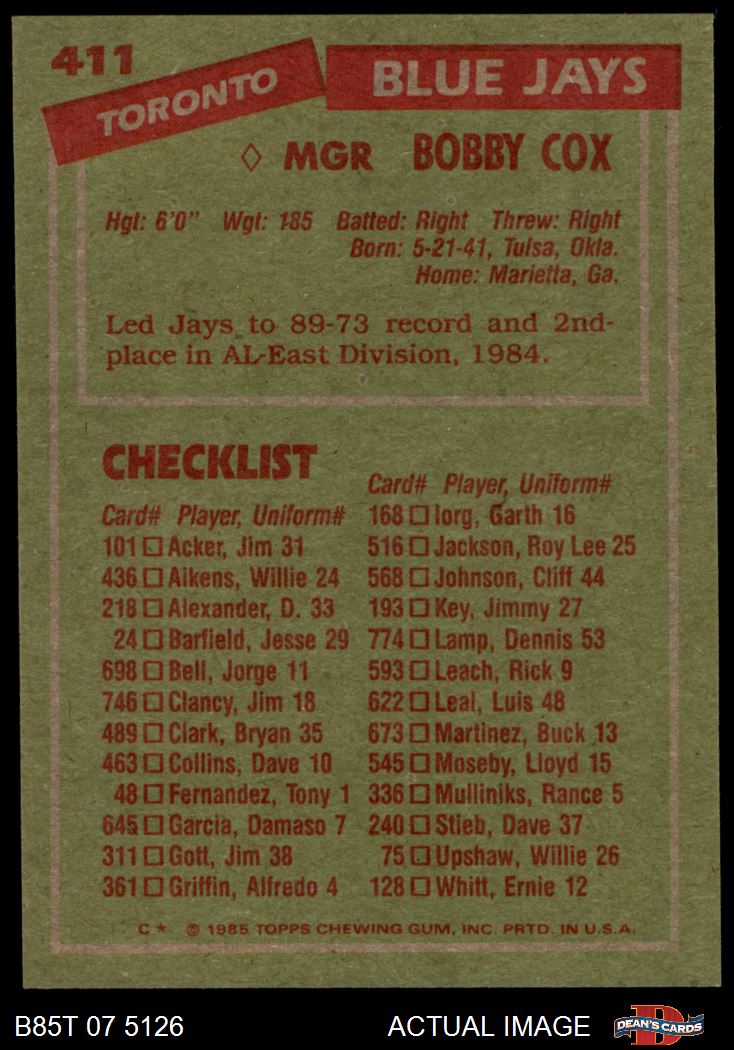 411
TORONTO BLUE JAYS
MGR BOBBY COX
Hgt: 6'0" Wgt: 185 Batted: Right Threw: Right
Born: 5-21-41, Tulsa, Okla.
Home: Marietta, Ga.
Led Jays to 89-73 record and 2nd-
place in AL-East Division, 1984.
CHECKLIST
Card# Player, Uniform#
101 Acker, Jim 31
436 Aikens, Willie 24
218 Alexander, D. 33
24 Barfield, Jesse 29
698 Bell, Jorge 11
746 Clancy, Jim 18
489 Clark, Bryan 35
463 Collins, Dave 10
48 Fernandez, Tony 1
645 Garcia, Damaso 7
311 Gott, Jim 38
361 Griffin, Alfredo 4
Card# Player, Uniform#
168 Iorg, Garth 16
516 Jackson, Roy Lee 25
568 Johnson, Cliff 44
193 Key, Jimmy 27
774 Lamp, Dennis 53
593 Leach, Rick 9
622 Leal, Luis 48
673 Martinez, Buck 13
545 Moseby, Lloyd 15
336 Mulliniks, Rance 5
240 Stieb, Dave 37
75 Upshaw, Willie 26
128 Whitt, Ernie 12
C * © 1985 TOPPS CHEWING GUM, INC. PRTD. IN U.S.A.
B85T 07 5126
ACTUAL IMAGE
D
DEAN'S CARDS